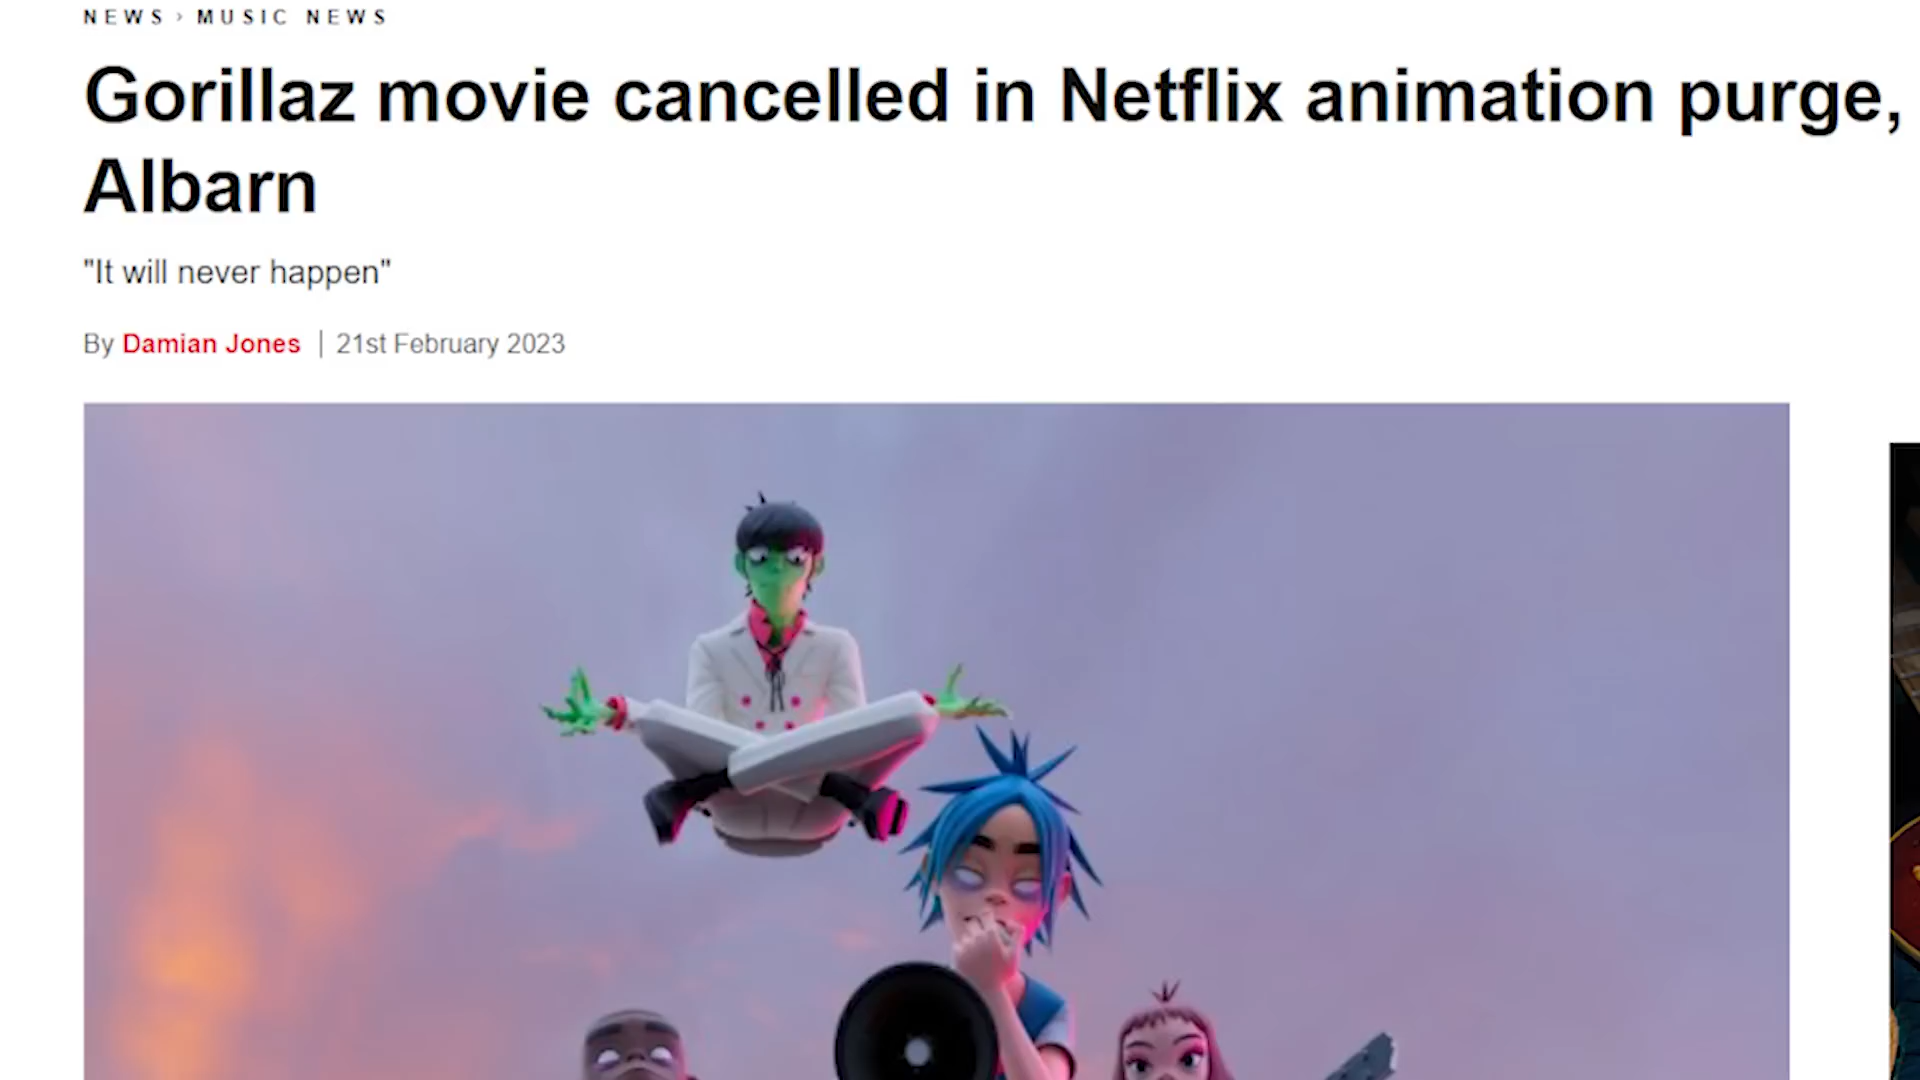 NEWS › MUSIC NEWS
Gorillaz movie cancelled in Netflix animation purge,
Albarn
"It will never happen"
By Damian Jones | 21st February 2023